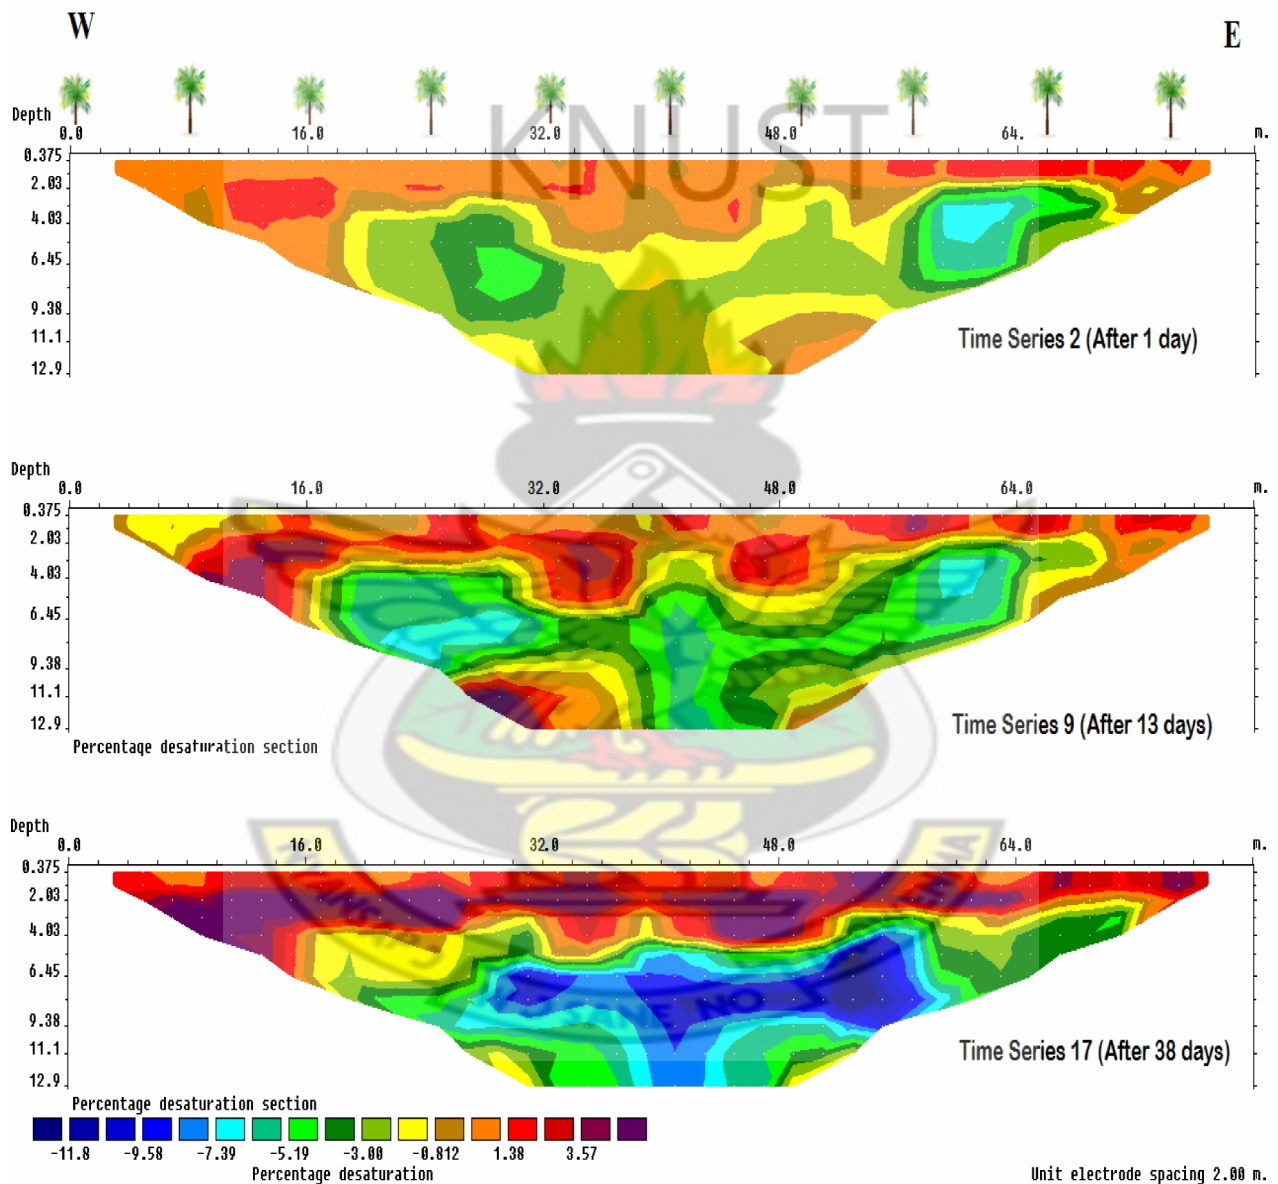 W E
KNUST
Depth
0.0 16.0 32.0 48.0 64. m.
0.375
2.03
4.03
6.45
9.38
11.1
12.9
Time Series 2 (After 1 day)
Depth
0.0 16.0 32.0 48.0 64.0 m.
0.375
2.03
4.03
6.45
9.38
11.1
12.9
Time Series 9 (After 13 days)
Percentage desaturation section
Depth
0.0 16.0 32.0 48.0 64.0 m.
0.375
2.03
4.03
6.45
9.38
11.1
12.9
SANE NO
Time Series 17 (After 38 days)
Percentage desaturation section
-11.8 -9.58 -7.39 -5.19 -3.00 -0.812 1.38 3.57
Percentage desaturation
Unit electrode spacing 2.00 m.